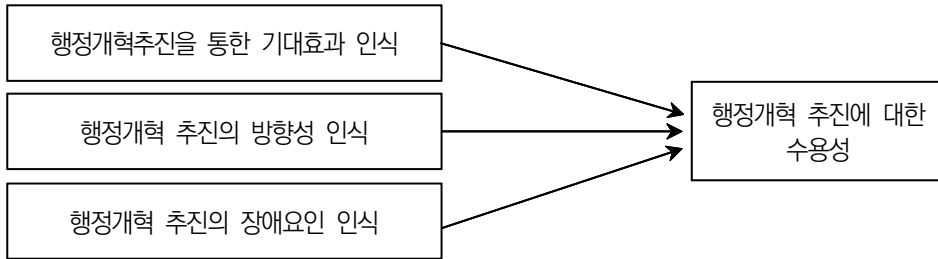 행정개혁추진을 통한 기대효과 인식
행정개혁 추진의 방향성 인식
행정개혁 추진의 장애요인 인식
행정개혁 추진에 대한
수용성